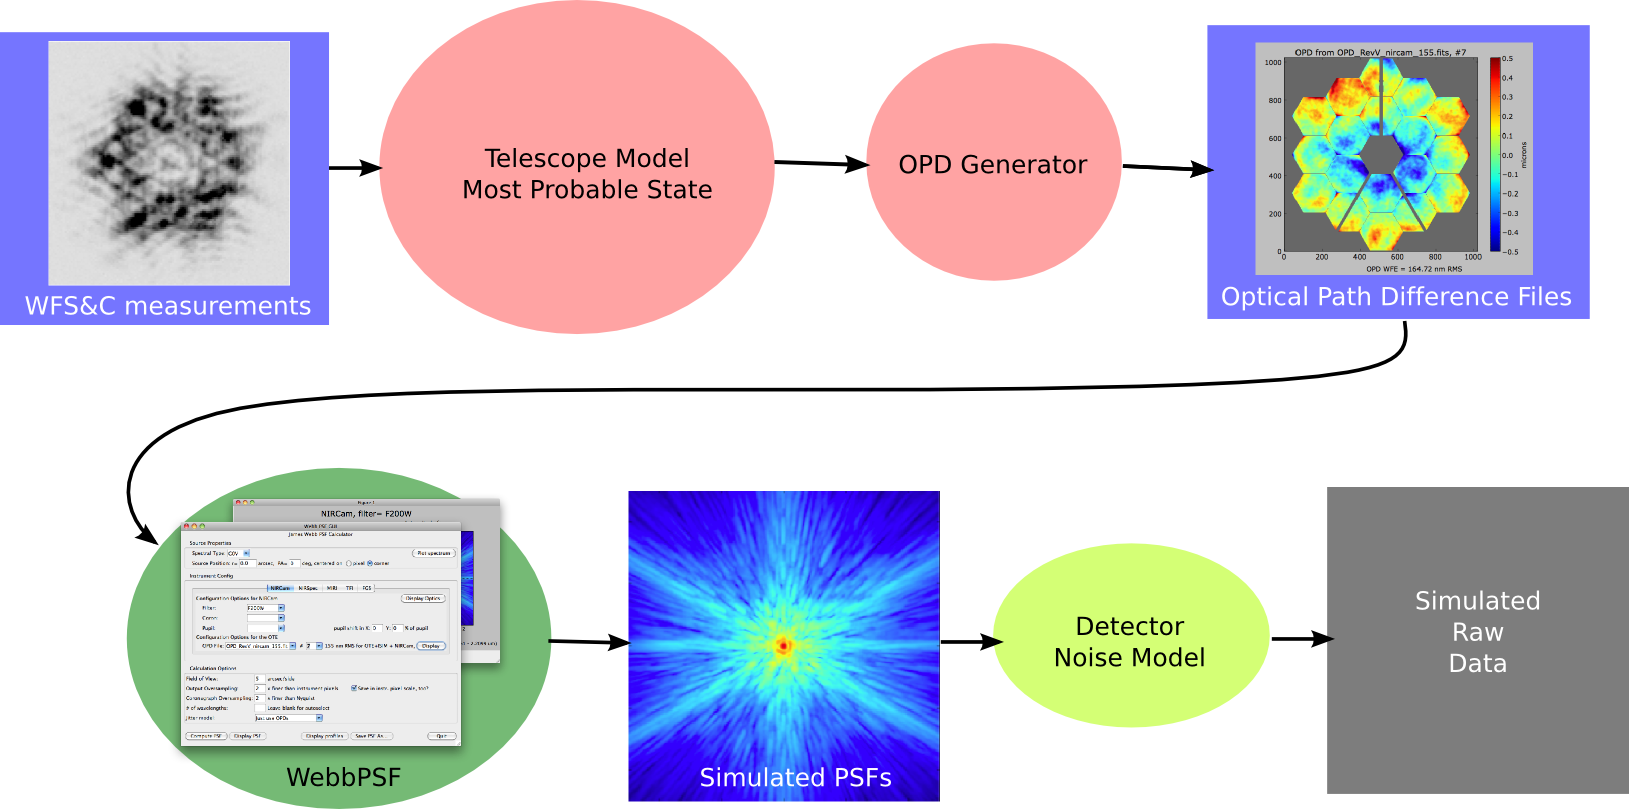 WFS&C measurements
Telescope Model
Most Probable State
OPD Generator
OPD from OPD_RevV_nircam_155.fits, #7
1000
800
600
400
200
0
0 200 400 600 800 1000
0.5
0.4
0.3
0.2
0.1
0.0
−0.1
−0.2
−0.3
−0.4
−0.5
microns
OPD WFE = 164.72 nm RMS
Optical Path Difference Files
Figure 1
NIRCam, filter= F200W
Webb PSF GUI
James Webb PSF Calculator
Source Properties
Spectral Type: G0V
Plot spectrum
Source Position: r= 0.0 arcsec, PA= 0 deg, centered on pixel corner
Instrument Config
NIRCam NIRSpec MIRI TFI FGS
Configuration Options for NIRCam
Display Optics
Filter: F200W
Coron:
Pupil: pupil shift in X: 0 Y: 0 % of pupil
Configuration Options for the OTE
OPD File: OPD_RevV_nircam_155.fits # 7 155 nm RMS for OTE+ISIM + NIRCam, Display
Calculation Options
Field of View: 5 arcsec/side
Output Oversampling: 2 x finer than instrument pixels Save in instr. pixel scale, too?
Coronagraph Oversampling: 2 x finer than Nyquist
# of wavelengths: Leave blank for autoselect
Jitter model: Just use OPDs
Compute PSF Display PSF Display profiles Save PSF As... Quit
WebbPSF
Simulated PSFs
Detector
Noise Model
Simulated
Raw
Data